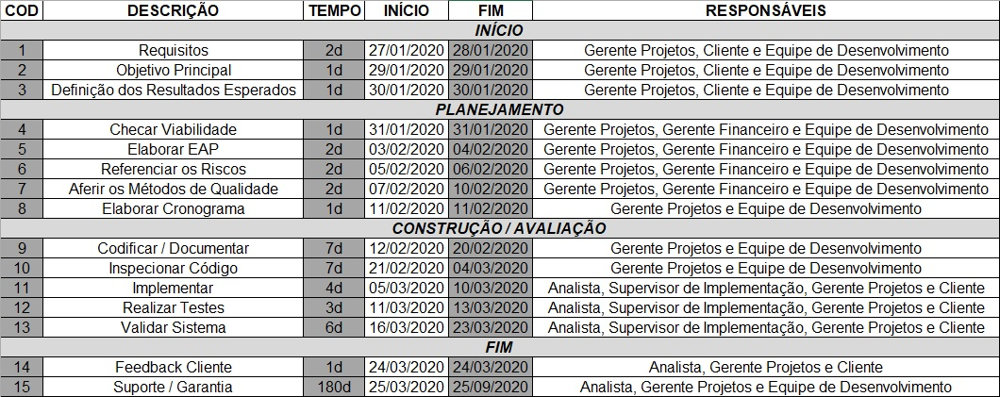 COD DESCRIÇÃO TEMPO INÍCIO FIM RESPONSÁVEIS
INÍCIO
1 Requisitos 2d 27/01/2020 28/01/2020 Gerente Projetos, Cliente e Equipe de Desenvolvimento
2 Objetivo Principal 1d 29/01/2020 29/01/2020 Gerente Projetos, Cliente e Equipe de Desenvolvimento
3 Definição dos Resultados Esperados 1d 30/01/2020 30/01/2020 Gerente Projetos, Cliente e Equipe de Desenvolvimento
PLANEJAMENTO
4 Checar Viabilidade 1d 31/01/2020 31/01/2020 Gerente Projetos, Gerente Financeiro e Equipe de Desenvolvimento
5 Elaborar EAP 2d 03/02/2020 04/02/2020 Gerente Projetos, Gerente Financeiro e Equipe de Desenvolvimento
6 Referenciar os Riscos 2d 05/02/2020 06/02/2020 Gerente Projetos, Gerente Financeiro e Equipe de Desenvolvimento
7 Aferir os Métodos de Qualidade 2d 07/02/2020 10/02/2020 Gerente Projetos, Gerente Financeiro e Equipe de Desenvolvimento
8 Elaborar Cronograma 1d 11/02/2020 11/02/2020 Gerente Projetos e Equipe de Desenvolvimento
CONSTRUÇÃO / AVALIAÇÃO
9 Codificar / Documentar 7d 12/02/2020 20/02/2020 Gerente Projetos e Equipe de Desenvolvimento
10 Inspecionar Código 7d 21/02/2020 04/03/2020 Gerente Projetos e Equipe de Desenvolvimento
11 Implementar 4d 05/03/2020 10/03/2020 Analista, Supervisor de Implementação, Gerente Projetos e Cliente
12 Realizar Testes 3d 11/03/2020 13/03/2020 Analista, Supervisor de Implementação, Gerente Projetos e Cliente
13 Validar Sistema 6d 16/03/2020 23/03/2020 Analista, Supervisor de Implementação, Gerente Projetos e Cliente
FIM
14 Feedback Cliente 1d 24/03/2020 24/03/2020 Analista, Gerente Projetos e Cliente
15 Suporte / Garantia 180d 25/03/2020 25/09/2020 Analista, Gerente Projetos e Equipe de Desenvolvimento